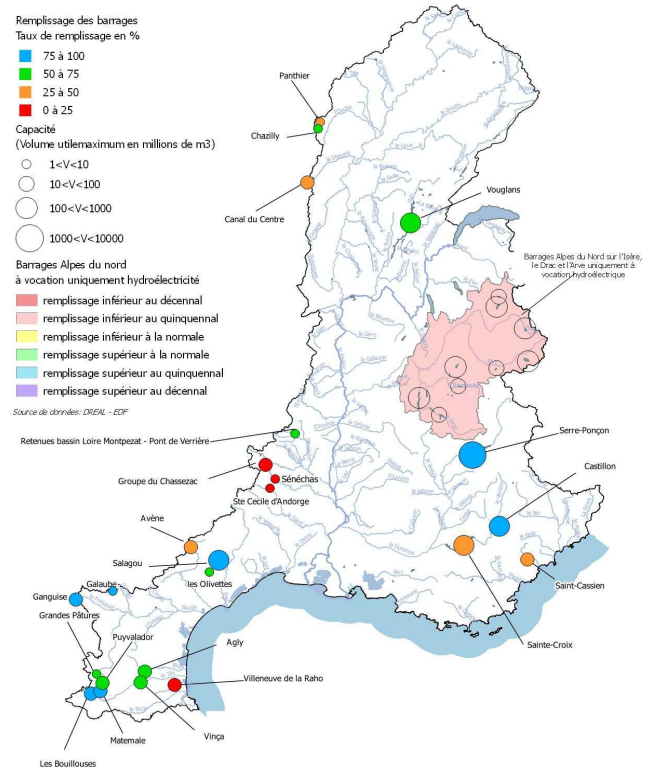 Remplissage des barrages
Taux de remplissage en %
75 à 100
50 à 75
25 à 50
0 à 25
Capacité
(Volume utilemaximum en millions de m3)
1<V<10
10<V<100
100<V<1000
1000<V<10000
Barrages Alpes du nord
à vocation uniquement hydroélectricité
remplissage inférieur au décennal
remplissage inférieur au quinquennal
remplissage inférieur à la normale
remplissage supérieur à la normale
remplissage supérieur au quinquennal
remplissage supérieur au décennal
Source de données: DREAL - EDF
Panthier
Chazilly
Canal du Centre
Vouglans
Barrages Alpes du Nord sur l'Isère,
le Drac et l'Arve uniquement à
vocation hydroélectrique
Retenues bassin Loire Montpezat - Pont de Verrière
Serre-Ponçon
Groupe du Chassezac
Sénéchas
Castillon
Ste Cecile d'Andorge
Avène
Salagou
les Olivettes
Saint-Cassien
Galaube
Ganguise
Grandes Pâtures
Puyvalador
Agly
Sainte-Croix
Villeneuve de la Raho
Vinça
Matemale
Les Bouillouses